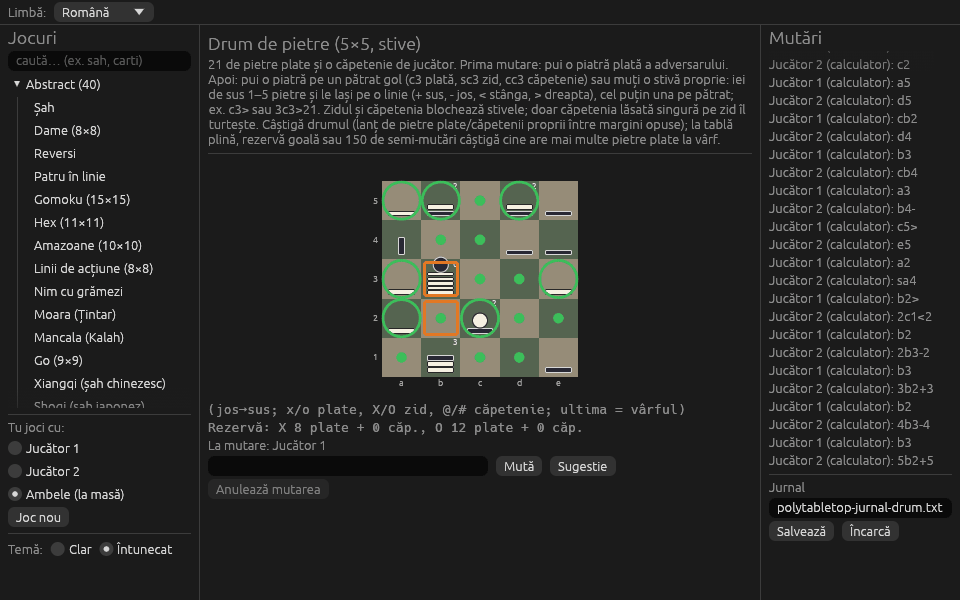 Limbă: Română
Jocuri
caută... (ex. sah, carti)
Abstract (40)
Șah
Dame (8×8)
Reversi
Patru în linie
Gomoku (15×15)
Hex (11×11)
Amazoane (10×10)
Linii de acțiune (8×8)
Nim cu grămezi
Moara (Țintar)
Mancala (Kalah)
Go (9×9)
Xiangqi (șah chinezesc)
Shogi (șah japonez)
Tu joci cu:
Jucător 1
Jucător 2
Ambele (la masă)
Joc nou
Temă: Clar Întunecat
Drum de pietre (5×5, stive)
21 de pietre plate și o căpetenie de jucător. Prima mutare: pui o piatră plată a adversarului.
Apoi: pui o piatră pe un pătrat gol (c3 plată, sc3 zid, cc3 căpetenie) sau muți o stivă proprie: iei
de sus 1–5 pietre și le lași pe o linie (+ sus, - jos, < stânga, > dreapta), cel puțin una pe pătrat;
ex. c3> sau 3c3>21. Zidul și căpetenia blochează stivele; doar căpetenia lăsată singură pe zid îl
turtește. Câștigă drumul (lanț de pietre plate/căpetenii proprii între margini opuse); la tablă
plină, rezervă goală sau 150 de semi-mutări câștigă cine are mai multe pietre plate la vârf.
5
2
2
4
3
2
2
1
3
a b c d e
(jos→sus; x/o plate, X/O zid, @/# căpetenie; ultima = vârful)
Rezervă: X 8 plate + 0 căp., O 12 plate + 0 căp.
La mutare: Jucător 1
Mută Sugestie
Anulează mutarea
Mutări
Jucător 2 (calculator): c2
Jucător 1 (calculator): a5
Jucător 2 (calculator): d5
Jucător 1 (calculator): cb2
Jucător 2 (calculator): d4
Jucător 1 (calculator): b3
Jucător 2 (calculator): cb4
Jucător 1 (calculator): a3
Jucător 2 (calculator): b4-
Jucător 1 (calculator): c5>
Jucător 2 (calculator): e5
Jucător 1 (calculator): a2
Jucător 2 (calculator): sa4
Jucător 1 (calculator): b2>
Jucător 2 (calculator): 2c1<2
Jucător 1 (calculator): b2
Jucător 2 (calculator): 2b3-2
Jucător 1 (calculator): b3
Jucător 2 (calculator): 3b2+3
Jucător 1 (calculator): b2
Jucător 2 (calculator): 4b3-4
Jucător 1 (calculator): b3
Jucător 2 (calculator): 5b2+5
Jurnal
polytabletop-jurnal-drum.txt
Salvează Încarcă